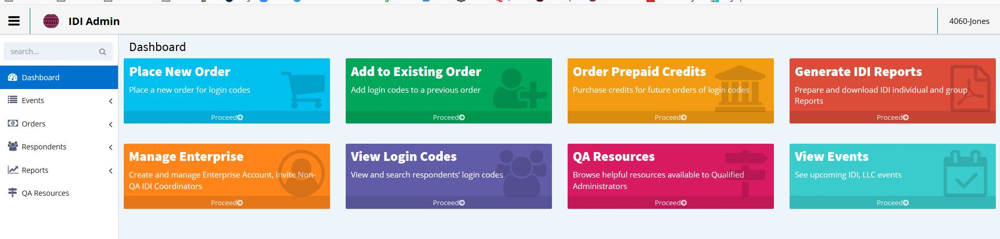 IDI Admin
4060-Jones
search...
Dashboard
Events
Orders
Respondents
Reports
QA Resources
Dashboard
Place New Order
Place a new order for login codes
Proceed
Add to Existing Order
Add login codes to a previous order
Proceed
Order Prepaid Credits
Purchase credits for future orders of login codes
Proceed
Generate IDI Reports
Prepare and download IDI individual and group
Reports
Proceed
Manage Enterprise
Create and manage Enterprise Account, Invite Non-
QA IDI Coordinators
Proceed
View Login Codes
View and search respondents’ login codes
Proceed
QA Resources
Browse helpful resources available to Qualified
Administrators
Proceed
View Events
See upcoming IDI, LLC events
Proceed